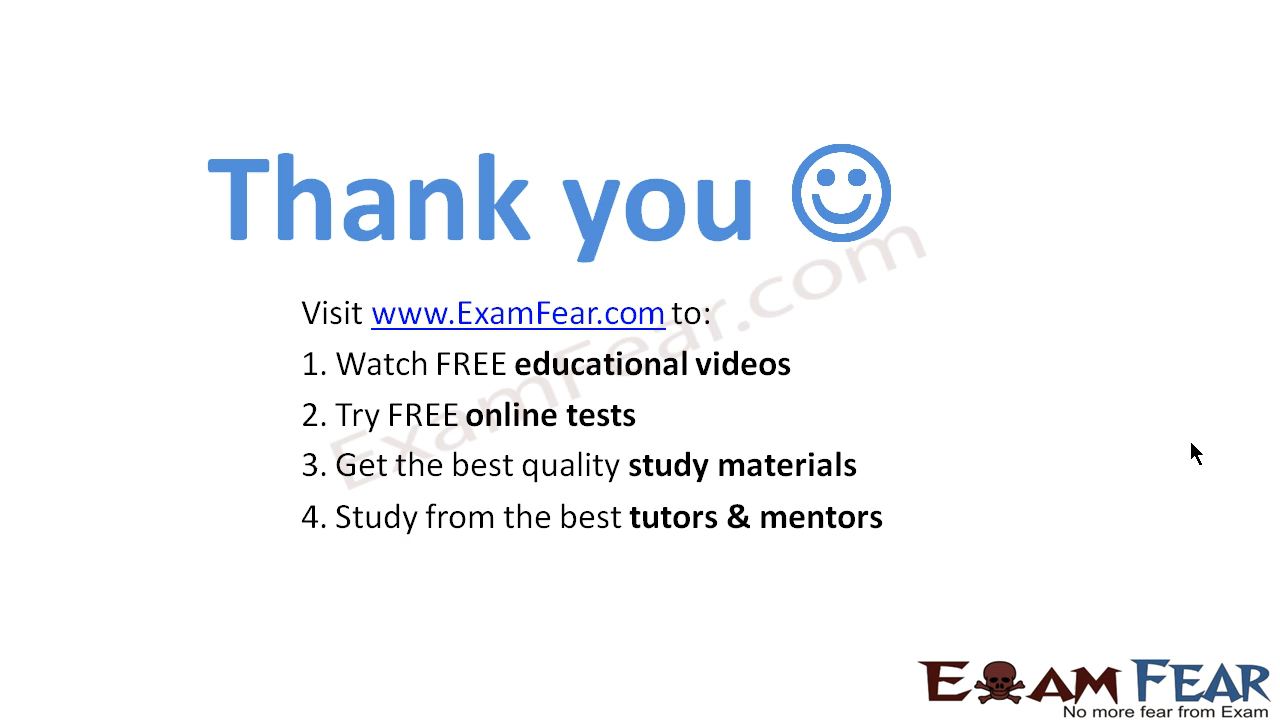 Thank you ☺
Visit www.ExamFear.com to:
1. Watch FREE educational videos
2. Try FREE online tests
3. Get the best quality study materials
4. Study from the best tutors & mentors
ExamFear.com
EXAM FEAR
No more fear from Exam